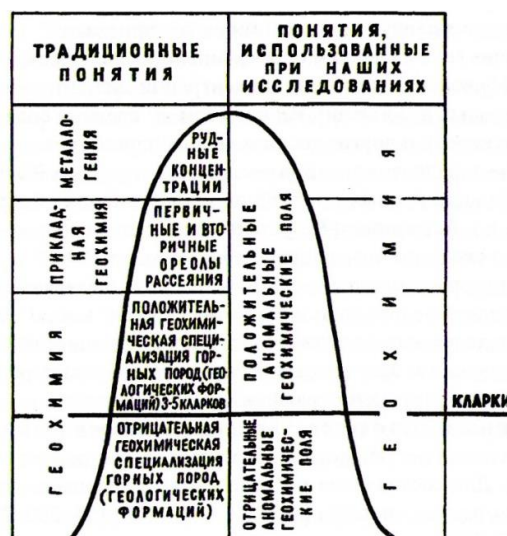 ТРАДИЦИОННЫЕ
ПОНЯТИЯ
ПОНЯТИЯ,
ИСПОЛЬЗОВАННЫЕ
ПРИ НАШИХ
ИССЛЕДОВАНИЯХ
МЕТАЛЛО-
ГЕНИЯ
РУД-
НЫЕ
КОНЦЕН-
ТРАЦИИ
ПРИКЛАД-
НАЯ
ГЕОХИМИЯ
ПЕРВИЧ-
НЫЕ И ВТО-
РИЧНЫЕ
ОРЕОЛЫ
РАССЕЯНИЯ
ГЕОХИМИЯ
ПОЛОЖИТЕЛЬ-
НАЯ ГЕОХИМИ-
ЧЕСКАЯ СПЕЦИ-
АЛИЗАЦИЯ ГОР-
НЫХ ПОРОД (ГЕО-
ЛОГИЧЕСКИХ ФОР-
МАЦИЙ) 3-5 КЛАРКОВ
ОТРИЦАТЕЛЬНАЯ
ГЕОХИМИЧЕСКАЯ
СПЕЦИАЛИЗАЦИЯ
ГОРНЫХ ПОРОД
(ГЕОЛОГИЧЕСКИХ
ФОРМАЦИЙ)
ПОЛОЖИТЕЛЬНЫЕ
АНОМАЛЬНЫЕ
ГЕОХИМИЧЕСКИЕ ПОЛЯ
ОТРИЦАТЕЛЬНЫЕ
АНОМАЛЬНЫЕ
ГЕОХИМИЧЕС-
КИЕ ПОЛЯ
ГЕОХИМИЯ
КЛАРКИ